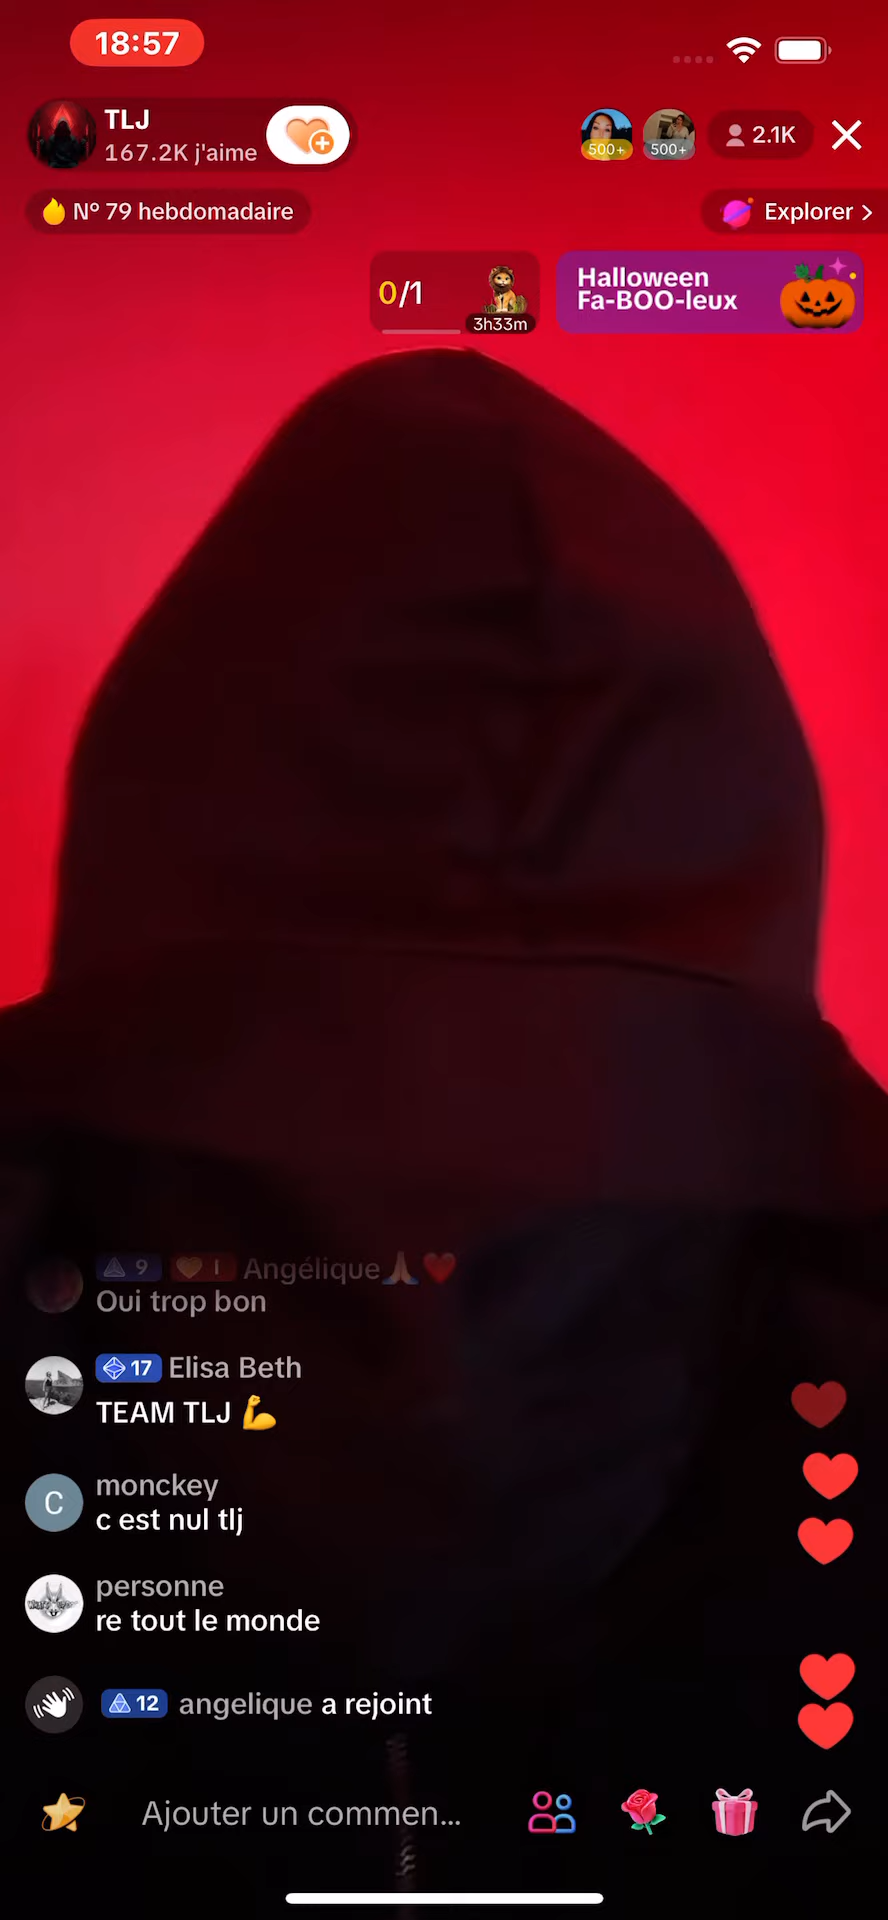 18:57
TLJ
167.2K j'aime
500+
500+
2.1K
N° 79 hebdomadaire
Explorer >
0/1
3h33m
Halloween
Fa-BOO-leux
9 I Angélique🙏❤️
Oui trop bon
17 Elisa Beth
TEAM TLJ 💪
C
monckey
c est nul tlj
personne
re tout le monde
12 angelique a rejoint
Ajouter un commen...